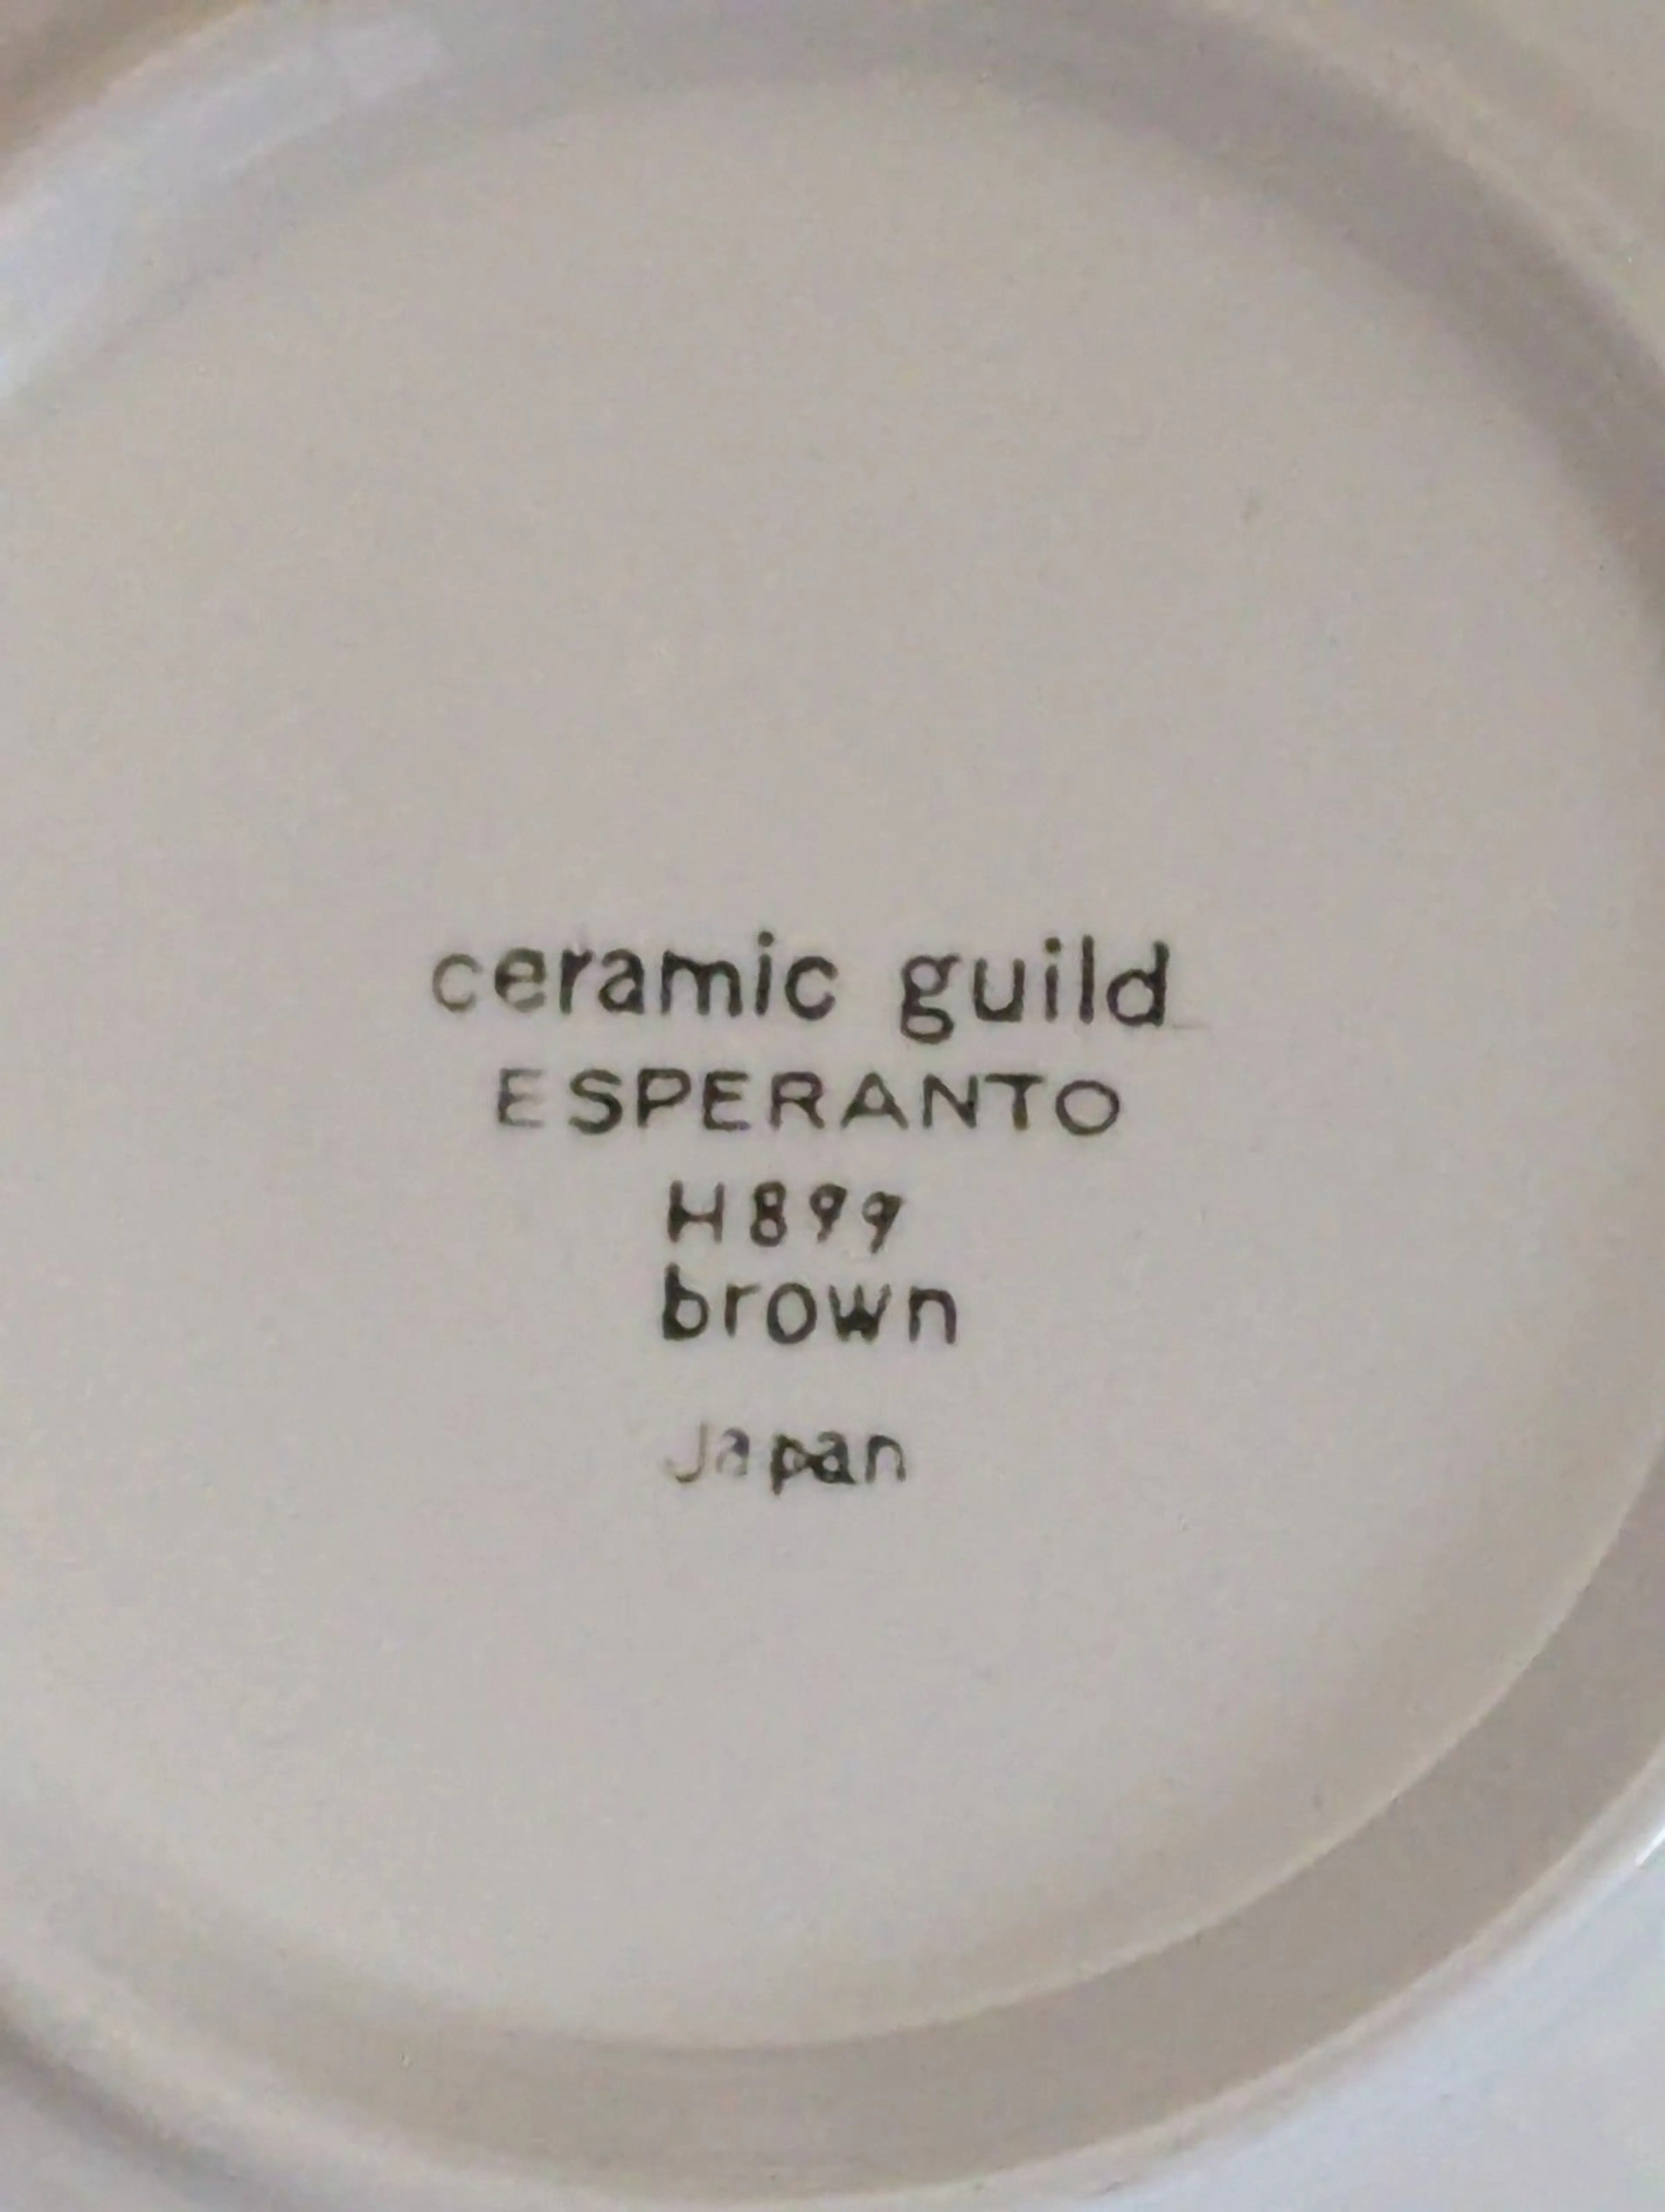 ceramic guild
ESPERANTO
H899
brown
Japan